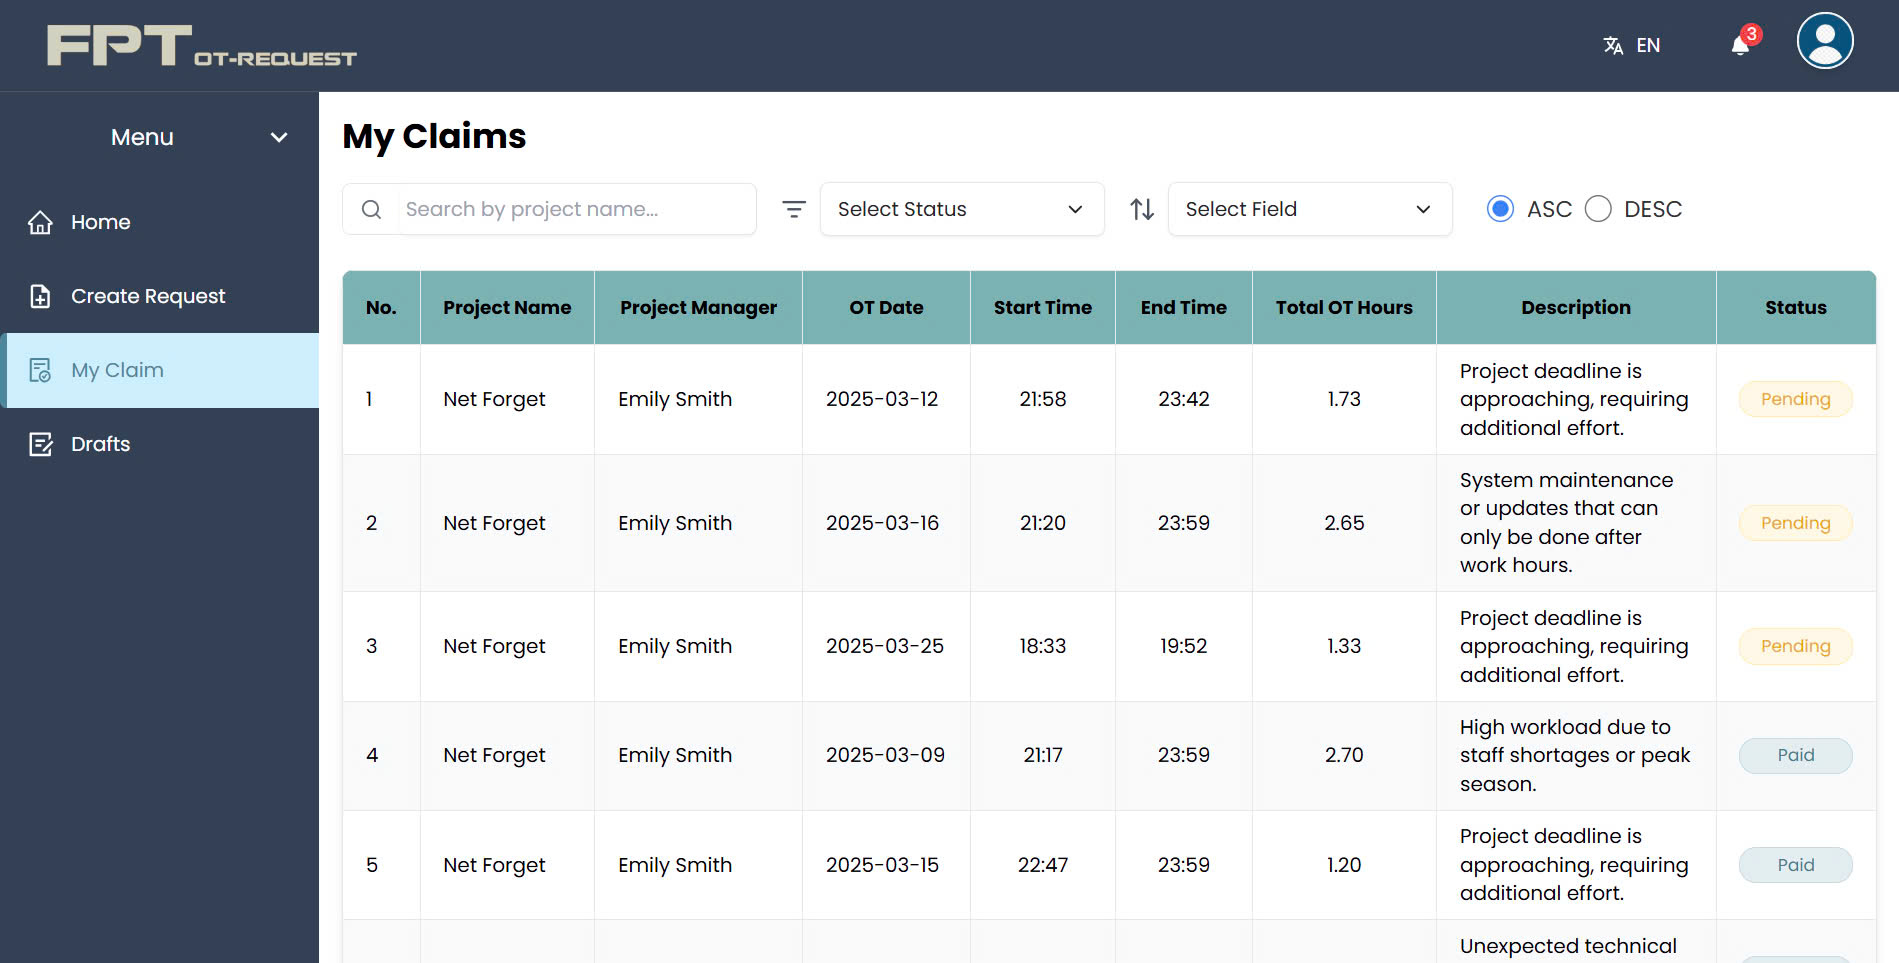 FPT OT-REQUEST
EN
3
Menu
Home
Create Request
My Claim
Drafts
My Claims
Search by project name...
Select Status
Select Field
ASC
DESC
No. Project Name Project Manager OT Date Start Time End Time Total OT Hours Description Status
1 Net Forget Emily Smith 2025-03-12 21:58 23:42 1.73 Project deadline is
approaching, requiring
additional effort.
Pending
2 Net Forget Emily Smith 2025-03-16 21:20 23:59 2.65 System maintenance
or updates that can
only be done after
work hours.
Pending
3 Net Forget Emily Smith 2025-03-25 18:33 19:52 1.33 Project deadline is
approaching, requiring
additional effort.
Pending
4 Net Forget Emily Smith 2025-03-09 21:17 23:59 2.70 High workload due to
staff shortages or peak
season.
Paid
5 Net Forget Emily Smith 2025-03-15 22:47 23:59 1.20 Project deadline is
approaching, requiring
additional effort.
Paid
Unexpected technical